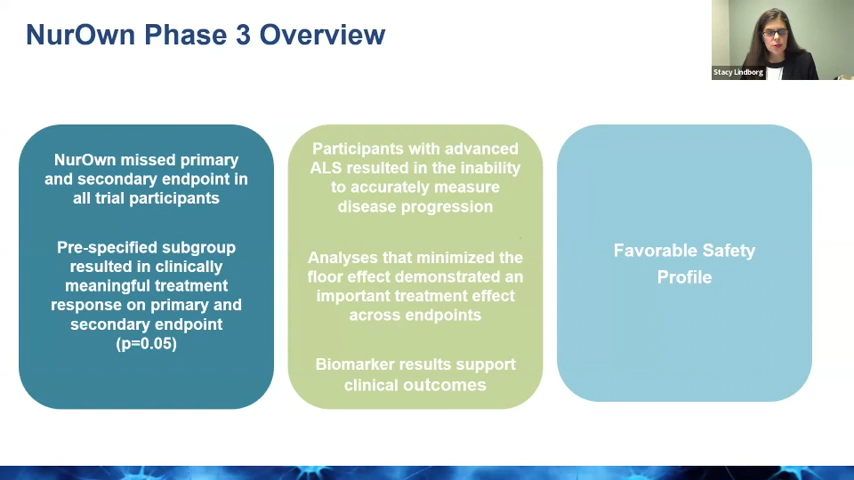 NurOwn Phase 3 Overview
Stacy Lindborg
NurOwn missed primary
and secondary endpoint in
all trial participants
Pre-specified subgroup
resulted in clinically
meaningful treatment
response on primary and
secondary endpoint
(p=0.05)
Participants with advanced
ALS resulted in the inability
to accurately measure
disease progression
Analyses that minimized the
floor effect demonstrated an
important treatment effect
across endpoints
Biomarker results support
clinical outcomes
Favorable Safety
Profile